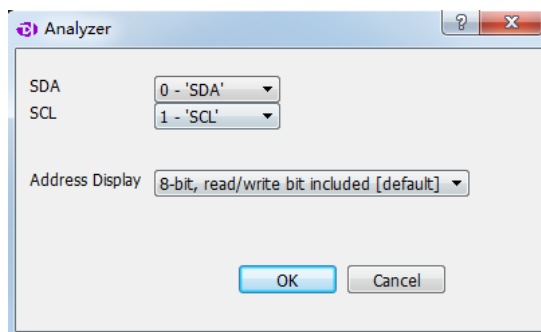 Analyzer
SDA 0 - 'SDA'
SCL 1 - 'SCL'
Address Display 8-bit, read/write bit included [default]
OK Cancel